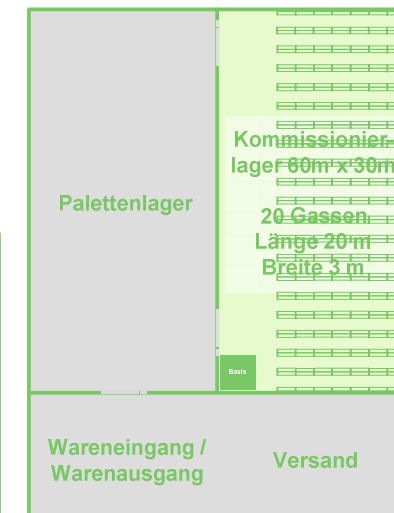 Kommissionier-
lager 60m x 30m
Palettenlager
20 Gassen
Länge 20 m
Breite 3 m
Basis
Wareneingang /
Warenausgang
Versand